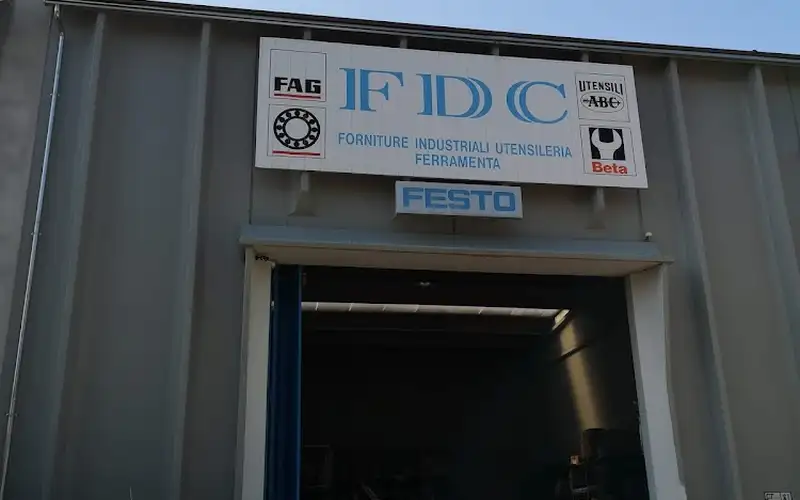 FAG
FDC
UTENSILI
ABC
FORNITURE INDUSTRIALI UTENSILERIA
FERRAMENTA
Beta
FESTO